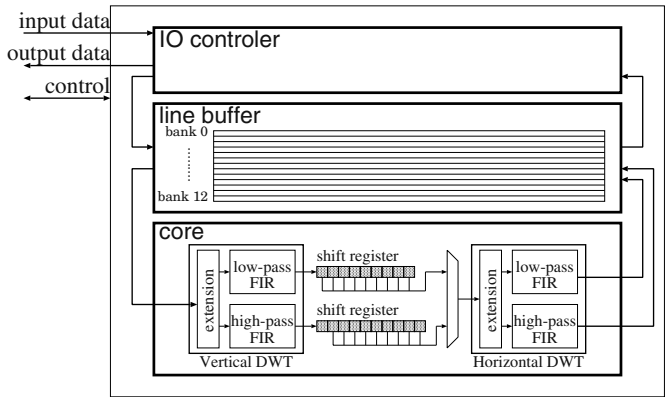 input data
IO controler
output data
control
line buffer
bank 0
bank 12
core
extension
low-pass
FIR
high-pass
FIR
Vertical DWT
shift register
shift register
extension
low-pass
FIR
high-pass
FIR
Horizontal DWT